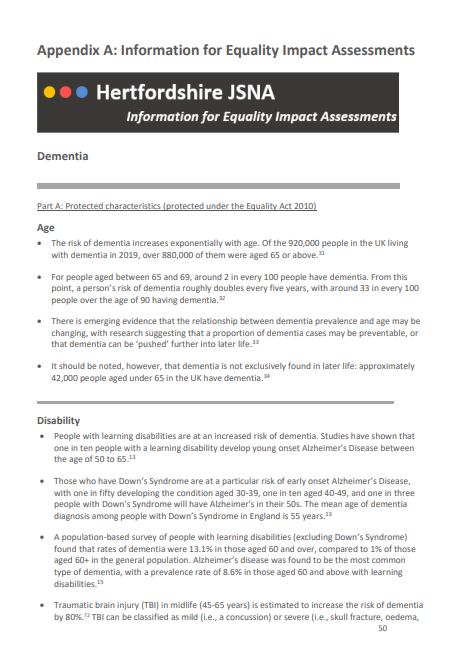 Appendix A: Information for Equality Impact Assessments
Hertfordshire JSNA
Information for Equality Impact Assessments
Dementia
Part A: Protected characteristics (protected under the Equality Act 2010)
Age
• The risk of dementia increases exponentially with age. Of the 920,000 people in the UK living
with dementia in 2019, over 880,000 of them were aged 65 or above.31
• For people aged between 65 and 69, around 2 in every 100 people have dementia. From this
point, a person's risk of dementia roughly doubles every five years, with around 33 in every 100
people over the age of 90 having dementia.32
• There is emerging evidence that the relationship between dementia prevalence and age may be
changing, with research suggesting that a proportion of dementia cases may be preventable, or
that dementia can be 'pushed' further into later life.33
• It should be noted, however, that dementia is not exclusively found in later life: approximately
42,000 people aged under 65 in the UK have dementia.34
Disability
• People with learning disabilities are at an increased risk of dementia. Studies have shown that
one in ten people with a learning disability develop young onset Alzheimer's Disease between
the age of 50 to 65.13
• Those who have Down's Syndrome are at a particular risk of early onset Alzheimer's Disease,
with one in fifty developing the condition aged 30-39, one in ten aged 40-49, and one in three
people with Down's Syndrome will have Alzheimer's in their 50s. The mean age of dementia
diagnosis among people with Down's Syndrome in England is 55 years.13
• A population-based survey of people with learning disabilities (excluding Down's Syndrome)
found that rates of dementia were 13.1% in those aged 60 and over, compared to 1% of those
aged 60+ in the general population. Alzheimer's disease was found to be the most common
type of dementia, with a prevalence rate of 8.6% in those aged 60 and above with learning
disabilities.15
• Traumatic brain injury (TBI) in midlife (45-65 years) is estimated to increase the risk of dementia
by 80%.72 TBI can be classified as mild (i.e., a concussion) or severe (i.e., skull fracture, oedema,
50